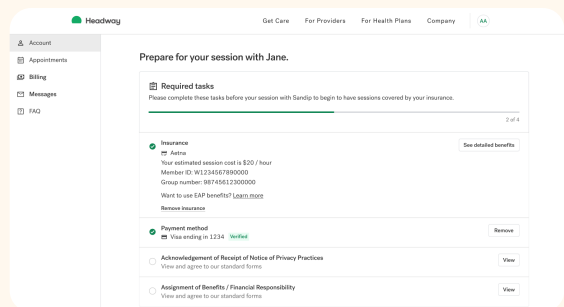 Headway
Get Care
For Providers
For Health Plans
Company
AA
Account
Appointments
Billing
Messages
FAQ
Prepare for your session with Jane.
Required tasks
Please complete these tasks before your session with Sandip to begin to have sessions covered by your insurance.
2 of 4
Insurance
See detailed benefits
Aetna
Your estimated session cost is $20 / hour
Member ID: W1234567890000
Group number: 98745612300000
Want to use EAP benefits? Learn more
Remove insurance
Payment method
Visa ending in 1234 Verified
Remove
Acknowledgement of Receipt of Notice of Privacy Practices
View and agree to our standard forms
View
Assignment of Benefits / Financial Responsibility
View and agree to our standard forms
View